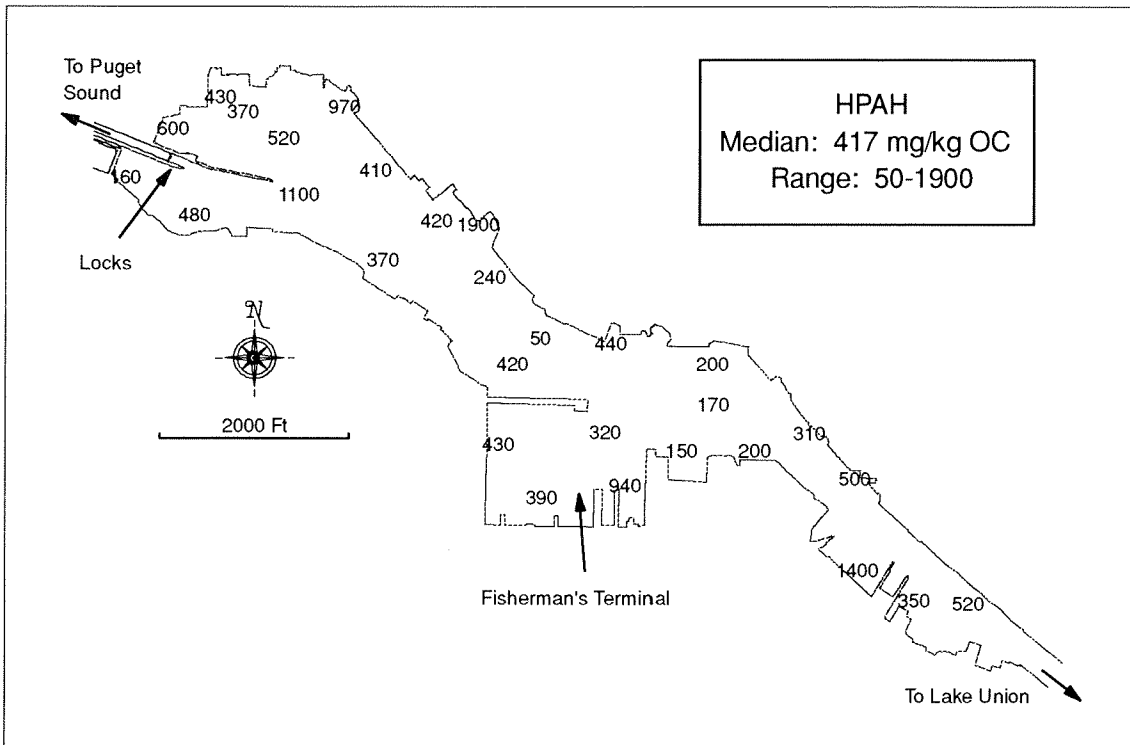 To Puget
Sound
HPAH
Median: 417 mg/kg OC
Range: 50-1900
430
370
970
600
520
160
410
1100
480
420
1900
Locks
370
240
N
50
440
420
200
2000 Ft
170
430
320
310
150
200
500
390
940
Fisherman's Terminal
1400
350
520
To Lake Union